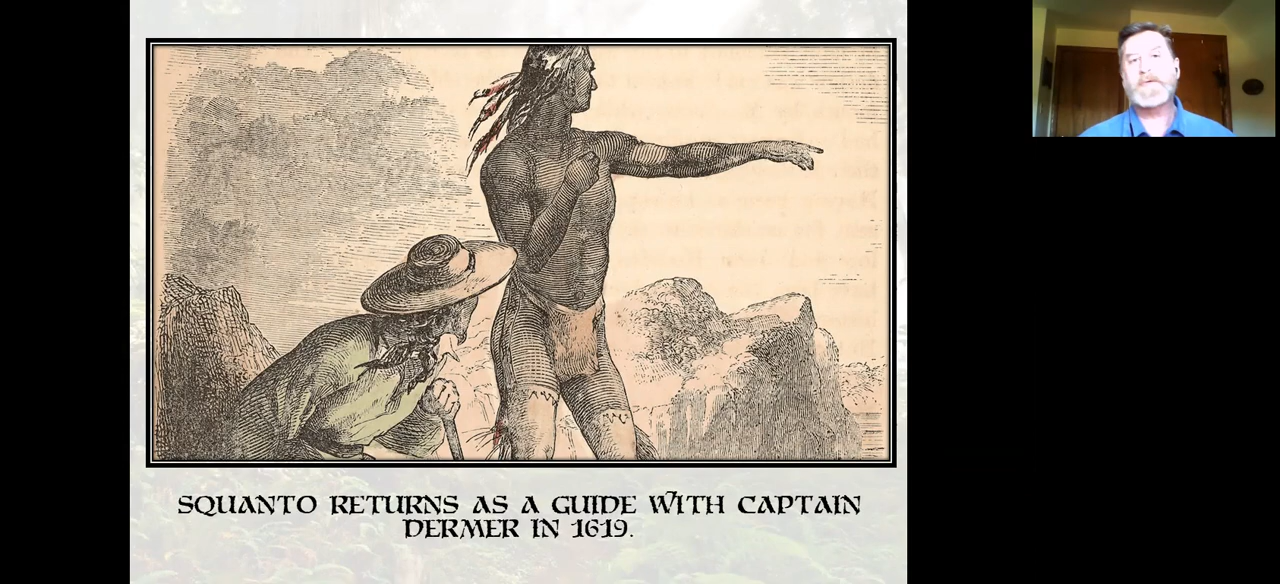 SQUANTO RETURNS AS A GUIDE WITH CAPTAIN
DERMER IN 1619.